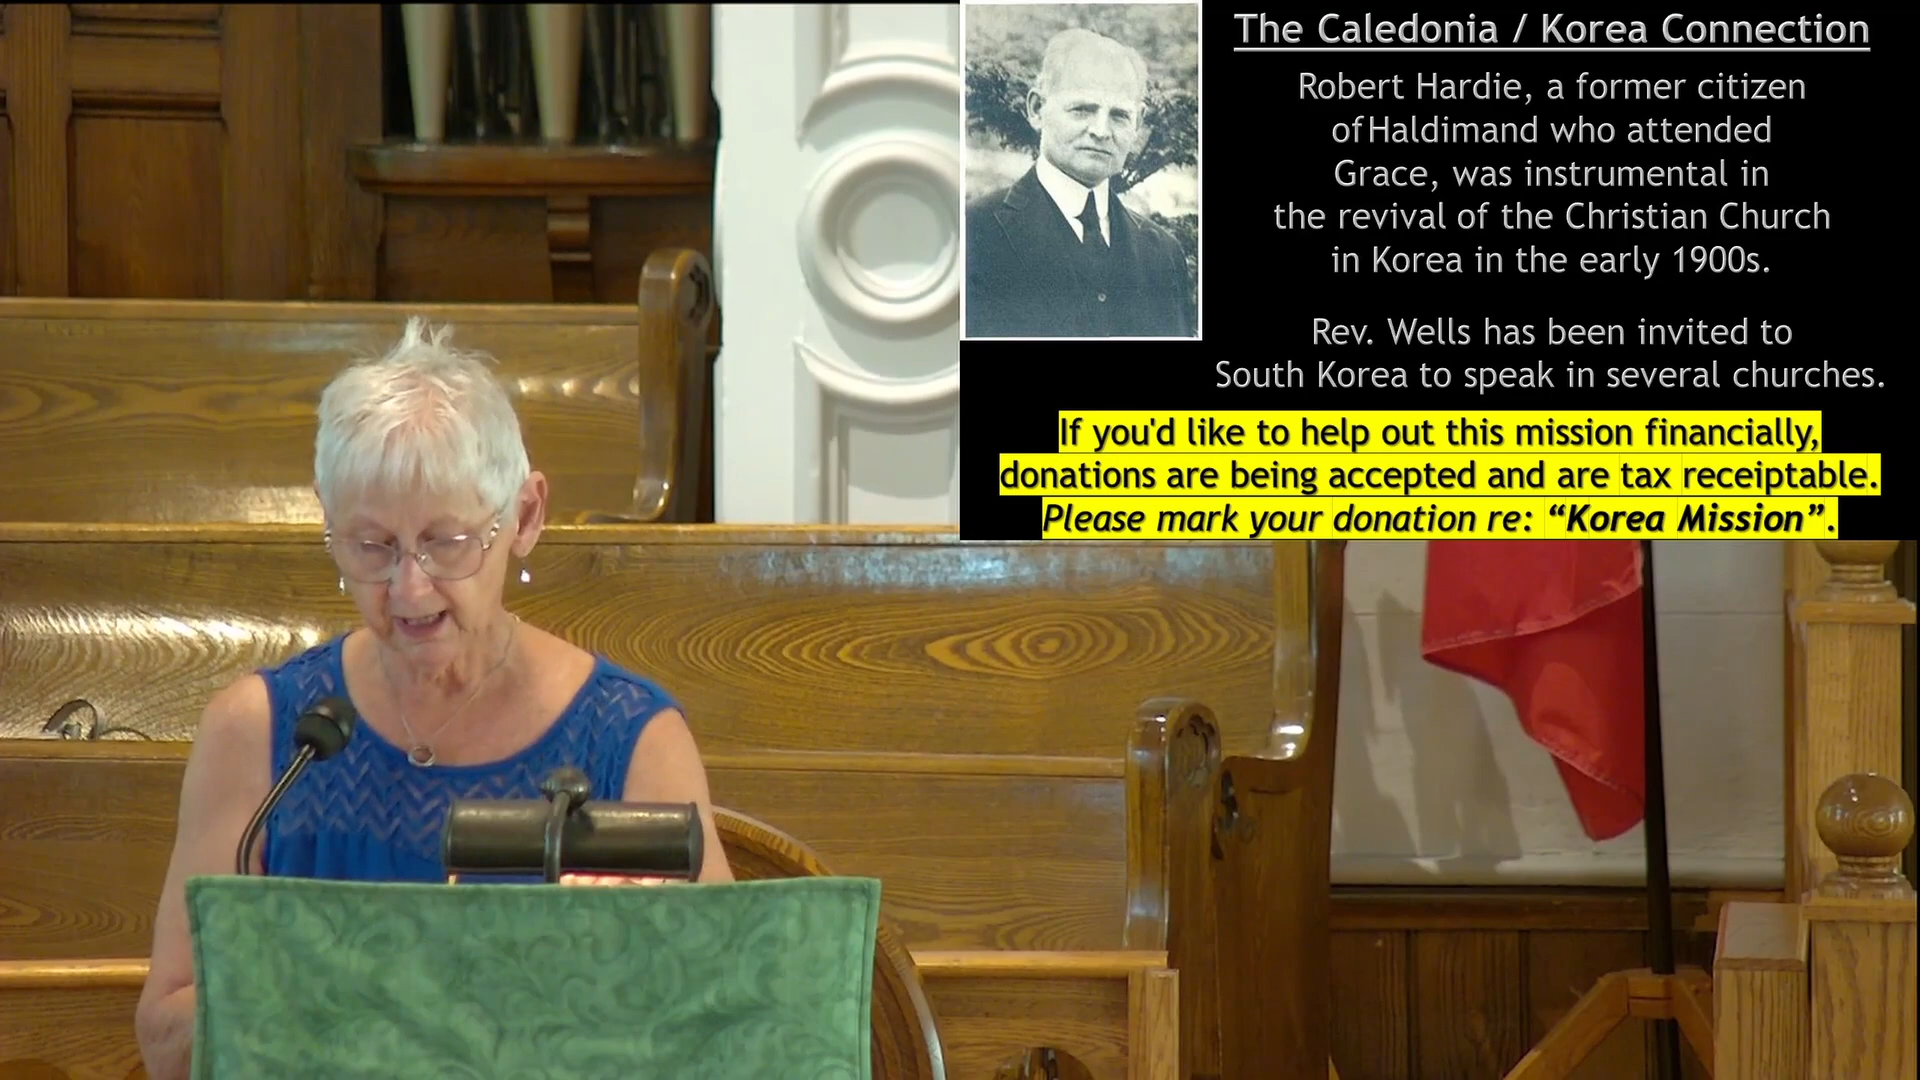 The Caledonia / Korea Connection
Robert Hardie, a former citizen
of Haldimand who attended
Grace, was instrumental in
the revival of the Christian Church
in Korea in the early 1900s.
Rev. Wells has been invited to
South Korea to speak in several churches.
If you'd like to help out this mission financially,
donations are being accepted and are tax receiptable.
Please mark your donation re: “Korea Mission”.